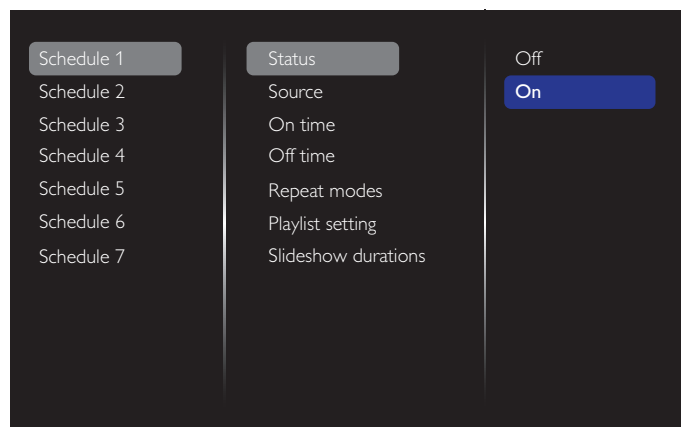 Schedule 1
Schedule 2
Schedule 3
Schedule 4
Schedule 5
Schedule 6
Schedule 7
Status
Source
On time
Off time
Repeat modes
Playlist setting
Slideshow durations
Off
On